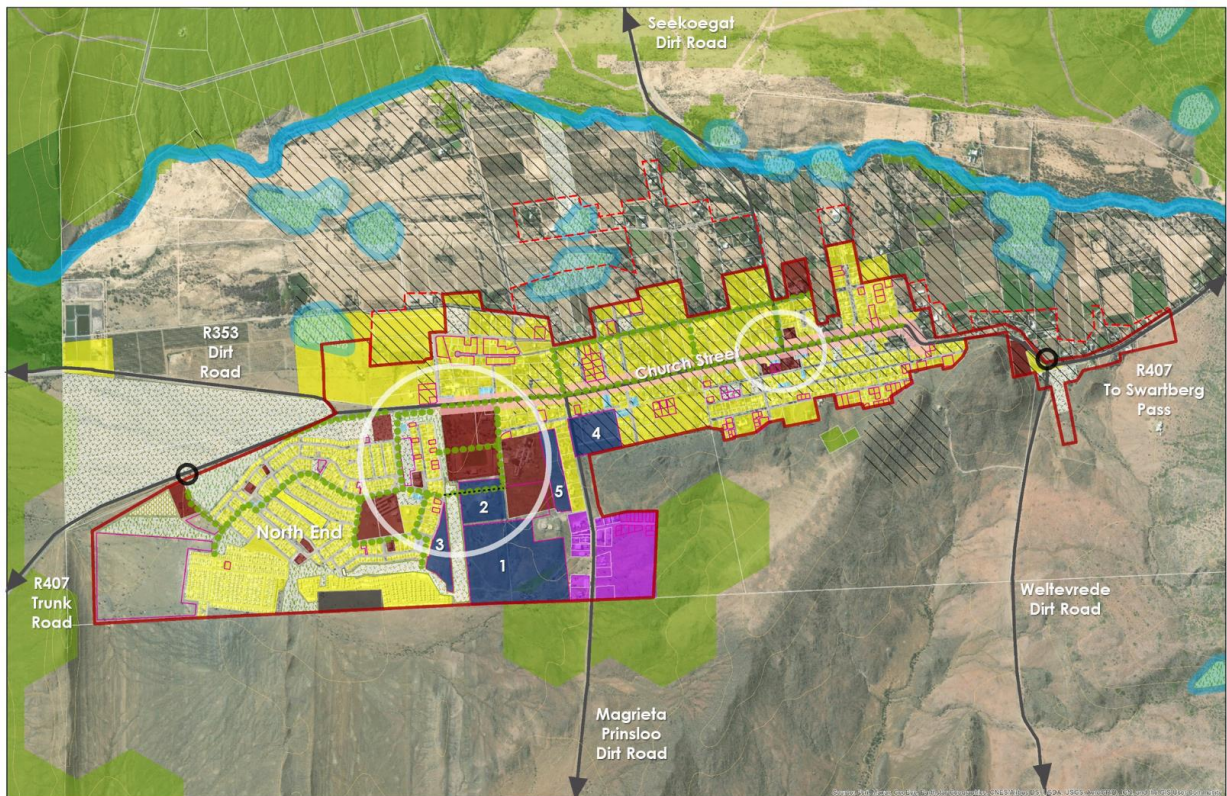 Seekoegat
Dirt Road
R353
Dirt
Road
Church Street
R407
To Swartberg
Pass
4
5
2
North End
3
1
R407
Trunk
Road
Weltevrede
Dirt Road
Magrieta
Prinsloo
Dirt Road